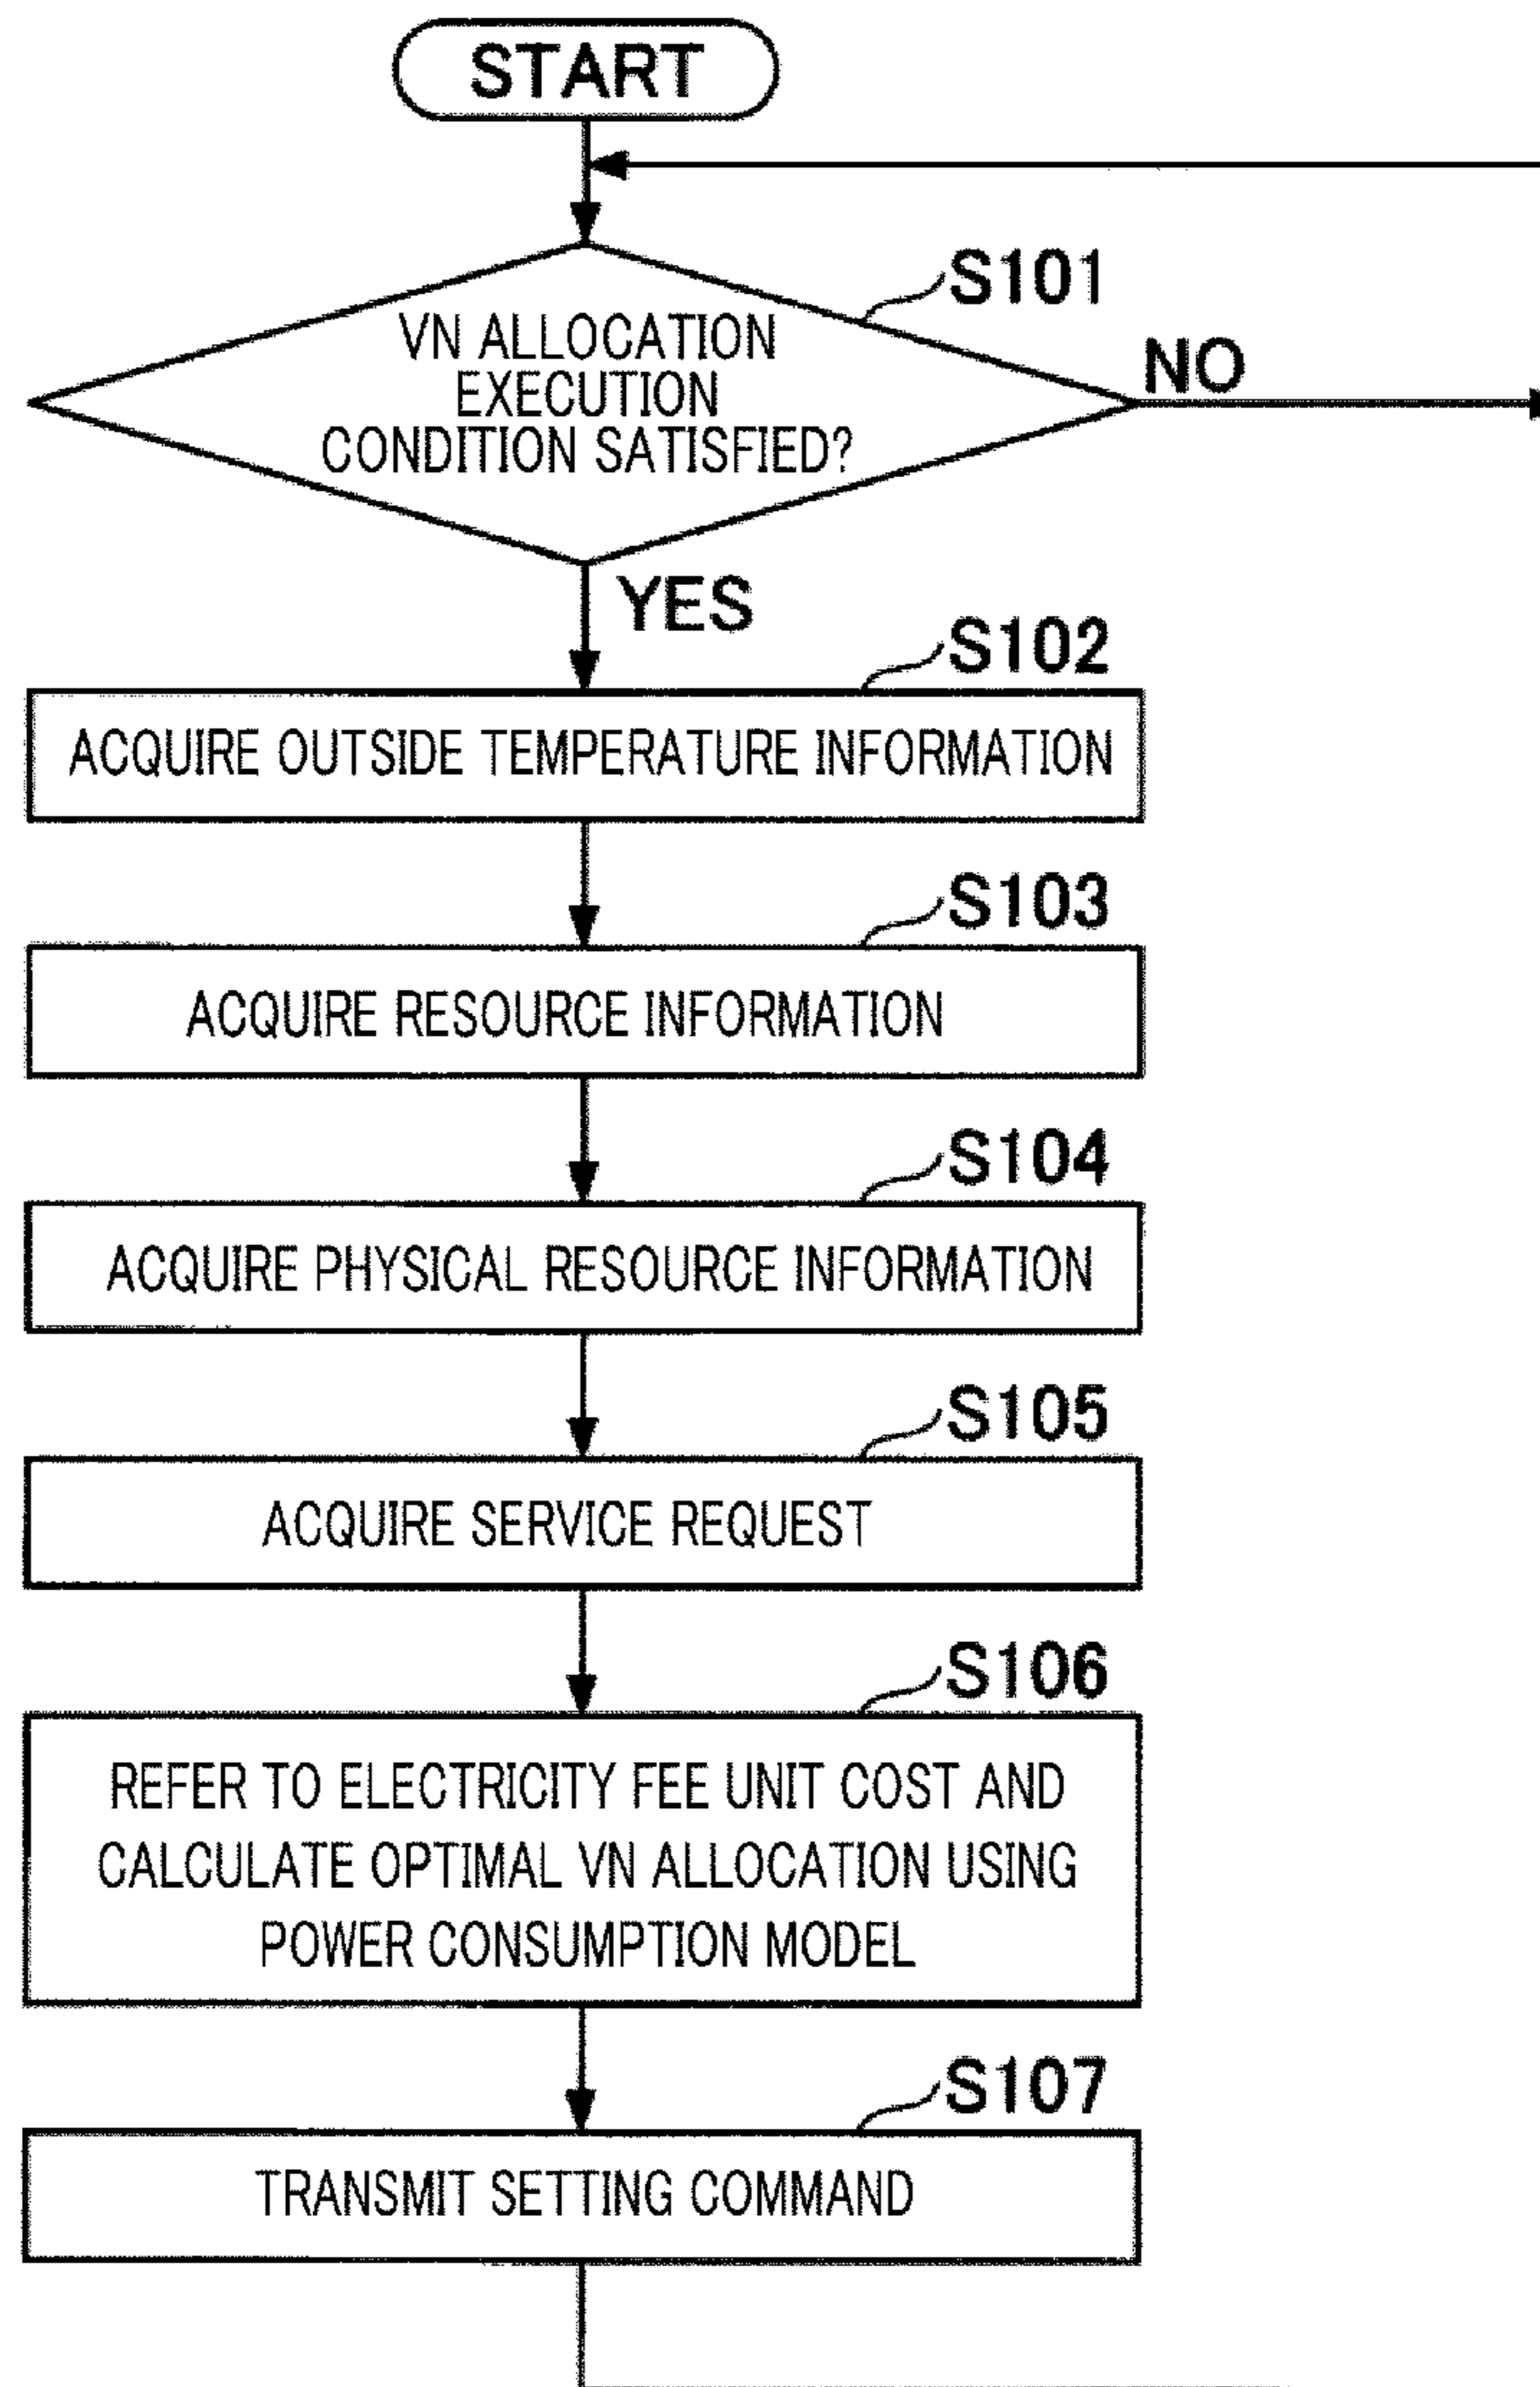 START
S101
VN ALLOCATION
EXECUTION
CONDITION SATISFIED?
NO
YES
S102
ACQUIRE OUTSIDE TEMPERATURE INFORMATION
S103
ACQUIRE RESOURCE INFORMATION
S104
ACQUIRE PHYSICAL RESOURCE INFORMATION
S105
ACQUIRE SERVICE REQUEST
S106
REFER TO ELECTRICITY FEE UNIT COST AND
CALCULATE OPTIMAL VN ALLOCATION USING
POWER CONSUMPTION MODEL
S107
TRANSMIT SETTING COMMAND